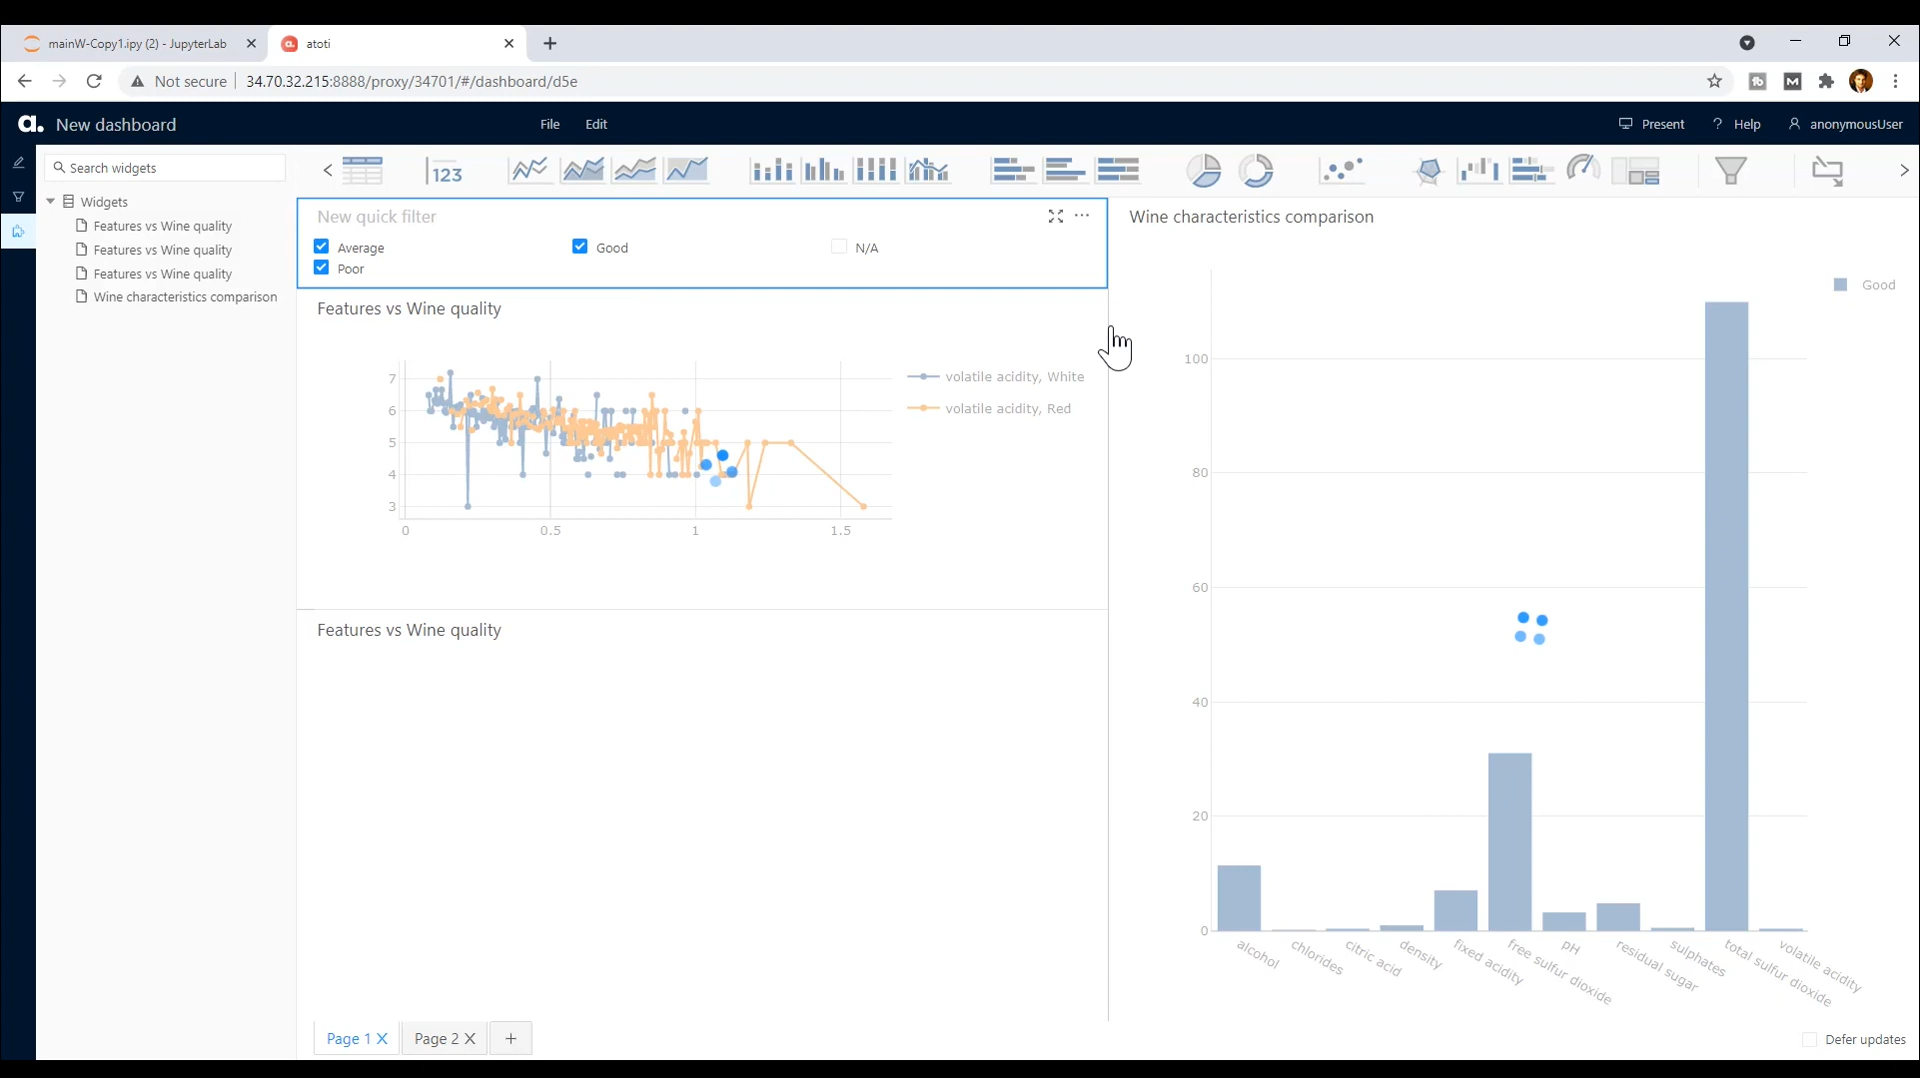 mainW-Copy1.ipy (2) - JupyterLab
atoti
Not secure
34.70.32.215:8888/proxy/34701/#/dashboard/d5e
a. New dashboard
File
Edit
Present
? Help
anonymousUser
Search widgets
123
Widgets
Features vs Wine quality
Features vs Wine quality
Features vs Wine quality
Wine characteristics comparison
New quick filter
Average
Good
N/A
Poor
Features vs Wine quality
7
6
5
4
3
0
0.5
1
1.5
volatile acidity, White
volatile acidity, Red
Features vs Wine quality
Wine characteristics comparison
Good
100
80
60
40
20
0
alcohol
chlorides
citric acid
density
fixed acidity
free sulfur dioxide
pH
residual sugar
sulphates
total sulfur dioxide
volatile acidity
Page 1 X
Page 2 X
+
Defer updates